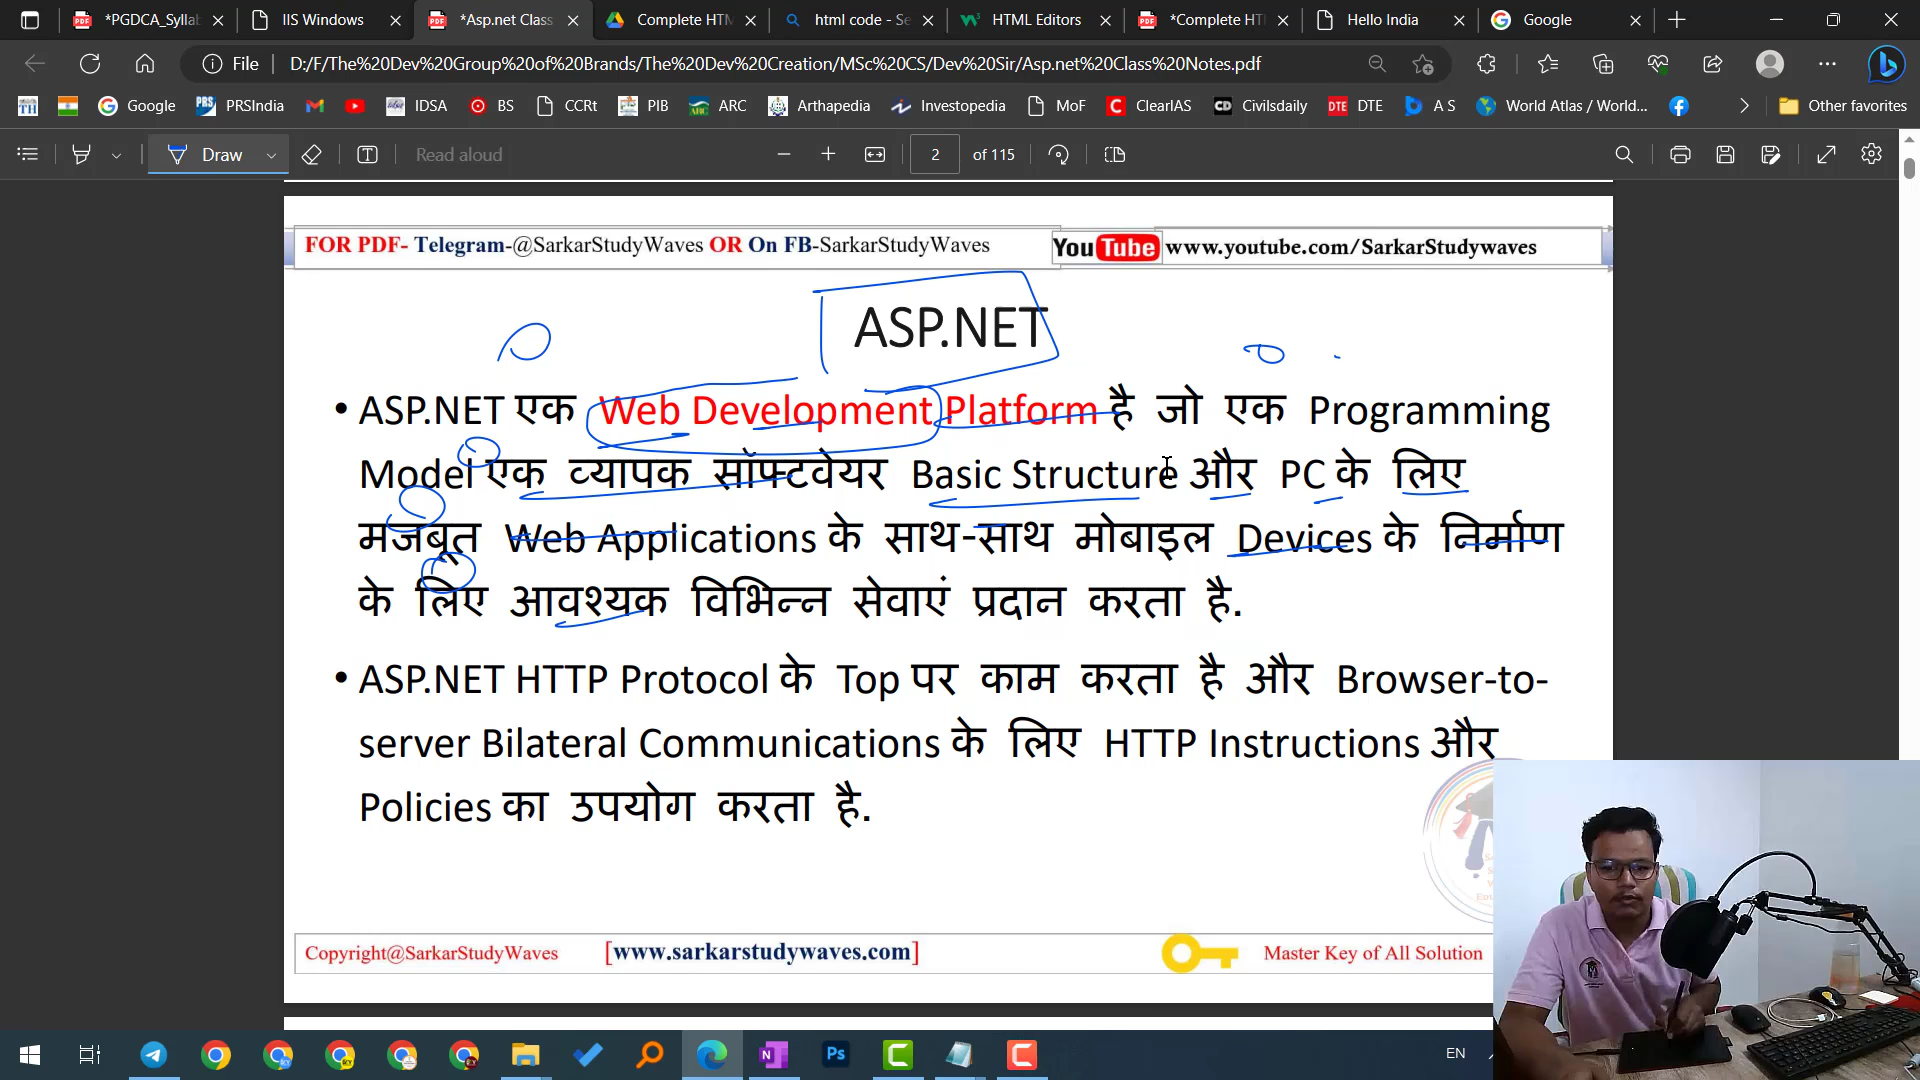 *PGDCA_Syllab
IIS Windows
*Asp.net Class
Complete HTM
html code - Se
HTML Editors
*Complete HT
Hello India
Google
File
D:/F/The%20Dev%20Group%20of%20Brands/The%20Dev%20Creation/MSc%20CS/Dev%20Sir/Asp.net%20Class%20Notes.pdf
TH Google PRS PRSIndia IDSA BS CCRt PIB ARC ARC Arthapedia Investopedia MoF C ClearIAS CD Civilsdaily DTE DTE A S World Atlas / World... Other favorites
Draw Read aloud 2 of 115
FOR PDF- Telegram-@SarkarStudyWaves OR On FB-SarkarStudyWaves
YouTube www.youtube.com/SarkarStudywaves
ASP.NET
• ASP.NET एक Web Development Platform है जो एक Programming
Model एक व्यापक सॉफ्टवेयर Basic Structure और PC के लिए
मजबूत Web Applications के साथ-साथ मोबाइल Devices के निर्माण
के लिए आवश्यक विभिन्न सेवाएं प्रदान करता है.
• ASP.NET HTTP Protocol के Top पर काम करता है और Browser-to-
server Bilateral Communications के लिए HTTP Instructions और
Policies का उपयोग करता है.
Copyright@SarkarStudyWaves
[www.sarkarstudywaves.com]
Master Key of All Solution
N Ps C C EN